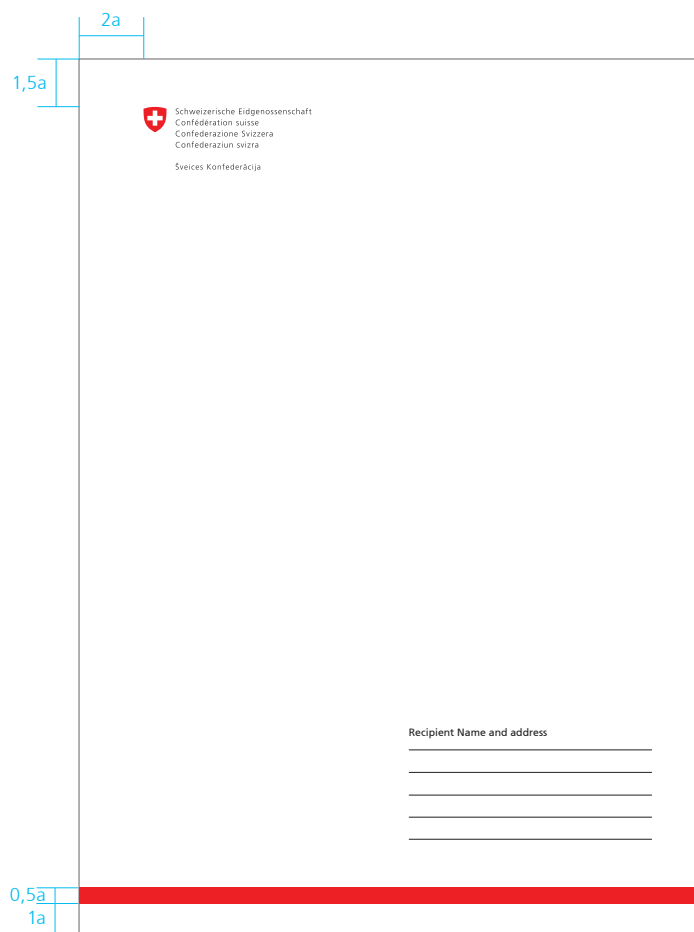 2a
1,5a
Schweizerische Eidgenossenschaft
Confédération suisse
Confederazione Svizzera
Confederaziun svizra
Šveices Konfederācija
Recipient Name and address
0,5a
1a